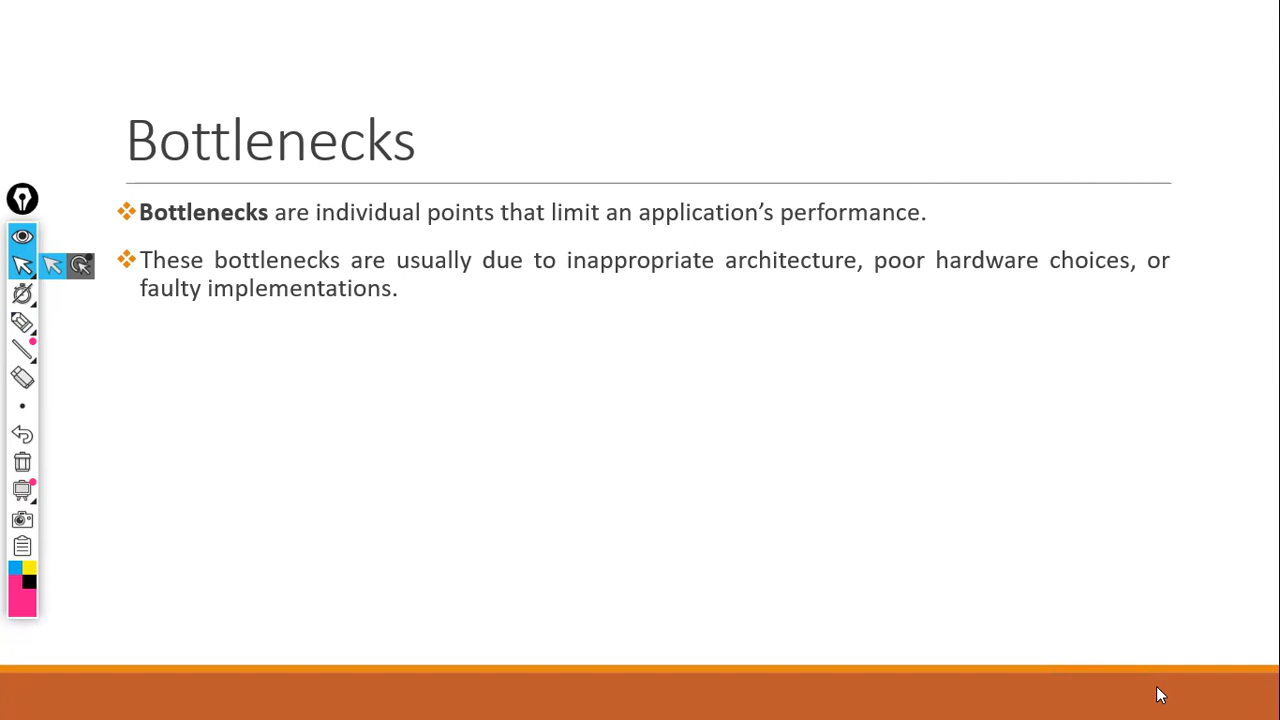 Bottlenecks
Bottlenecks are individual points that limit an application’s performance.
These bottlenecks are usually due to inappropriate architecture, poor hardware choices, or
faulty implementations.